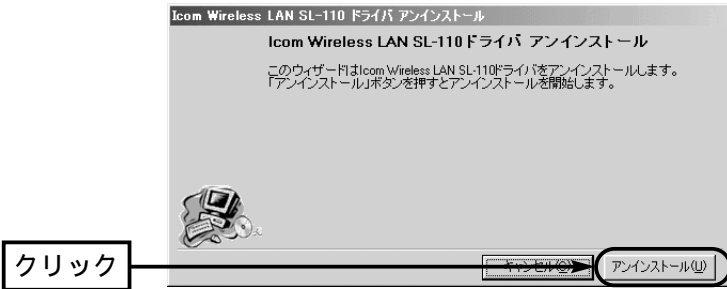 Icom Wireless LAN SL-110 ドライバ アンインストール
Icom Wireless LAN SL-110ドライバ アンインストール
このウィザードはIcom Wireless LAN SL-110ドライバをアンインストールします。
「アンインストール」ボタンを押すとアンインストールを開始します。
クリック
キャンセル(C)
アンインストール(U)